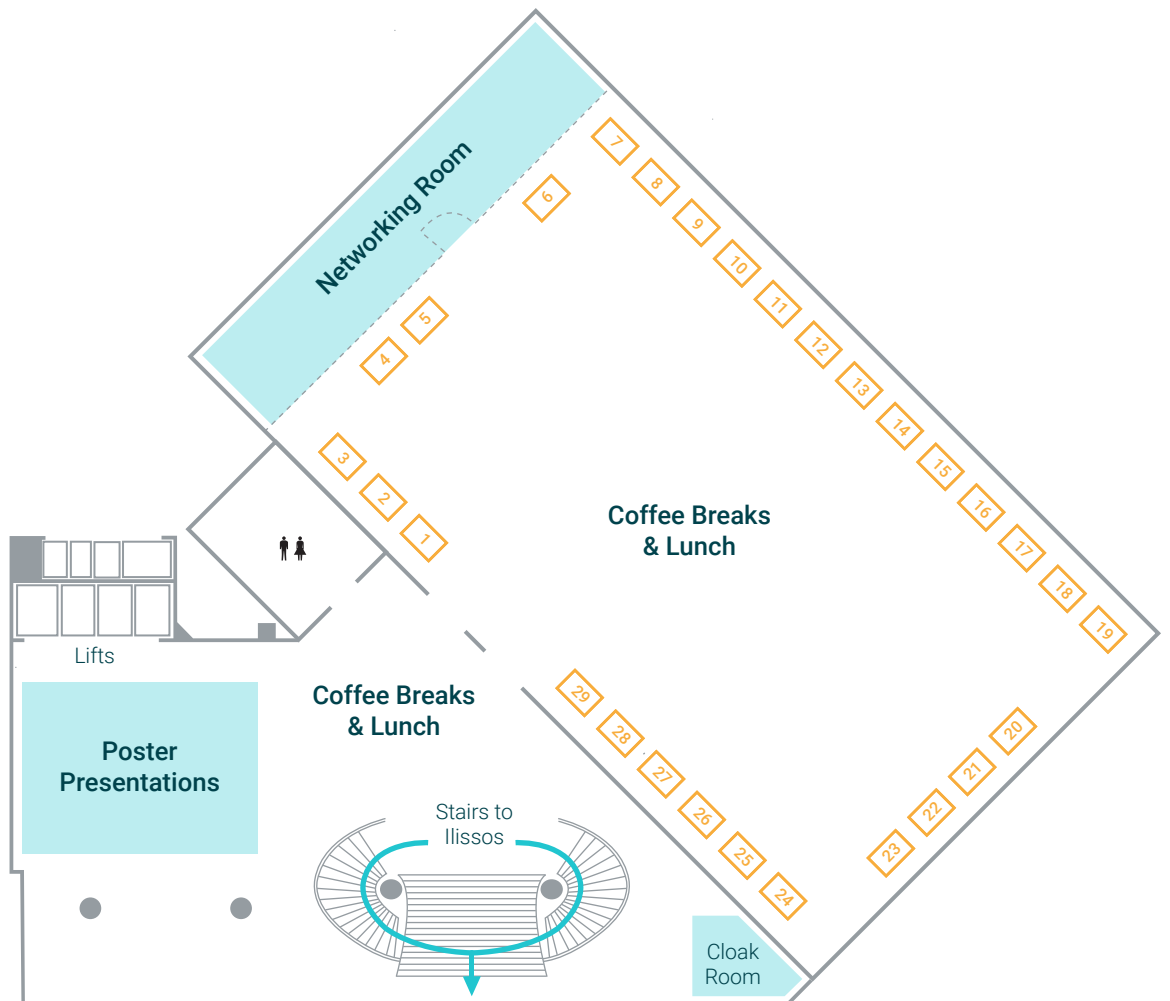 Networking Room
7
8
6
9
10
11
5
12
4
13
14
3
15
2
16
Coffee Breaks
& Lunch
1
17
18
19
Lifts
29
Coffee Breaks
& Lunch
28
20
Poster
Presentations
27
21
26
22
Stairs to
Ilissos
25
23
24
Cloak
Room